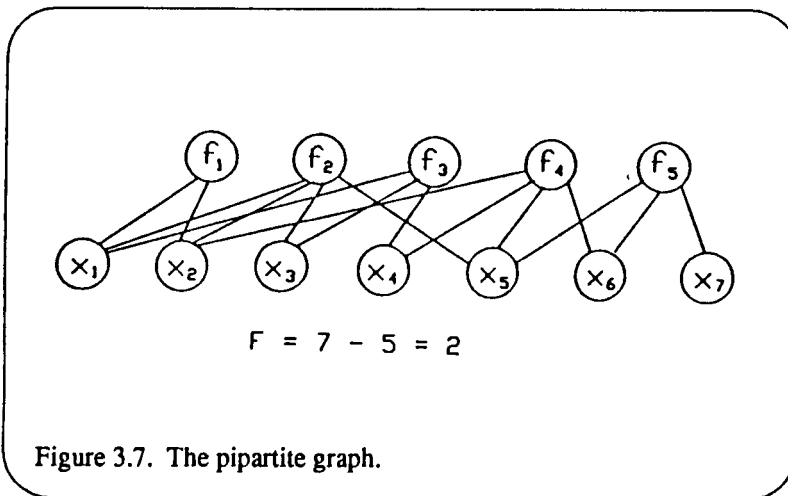 f₁ f₂ f₃ f₄ f₅
x₁ x₂ x₃ x₄ x₅ x₆ x₇
F = 7 - 5 = 2
Figure 3.7. The pipartite graph.